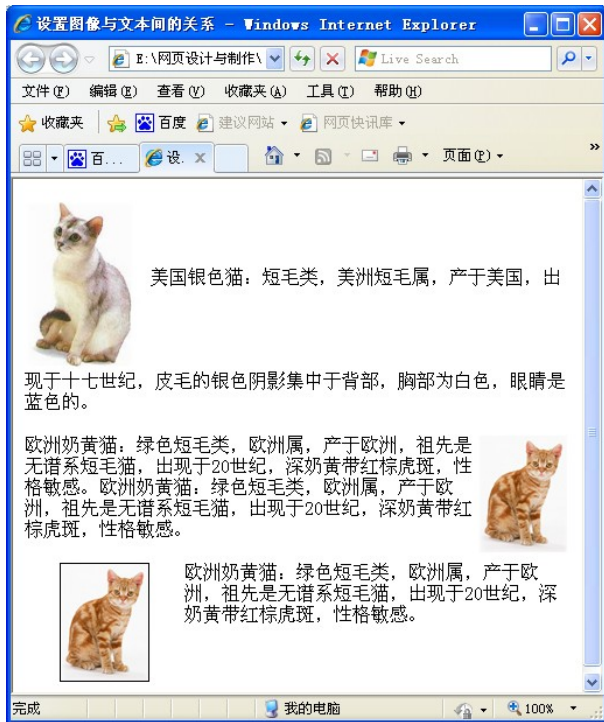 设置图像与文本间的关系 - Windows Internet Explorer
E:\网页设计与制作\ Live Search
文件(F) 编辑(E) 查看(V) 收藏夹(A) 工具(T) 帮助(H)
收藏夹 百度 建议网站 网页快讯库
百... 设. 页面(P) »
美国银色猫：短毛类，美洲短毛属，产于美国，出
现于十七世纪，皮毛的银色阴影集中于背部，胸部为白色，眼睛是
蓝色的。
欧洲奶黄猫：绿色短毛类，欧洲属，产于欧洲，祖先是
无谱系短毛猫，出现于20世纪，深奶黄带红棕虎斑，性
格敏感。欧洲奶黄猫：绿色短毛类，欧洲属，产于欧
洲，祖先是无谱系短毛猫，出现于20世纪，深奶黄带红
棕虎斑，性格敏感。
欧洲奶黄猫：绿色短毛类，欧洲属，产于欧
洲，祖先是无谱系短毛猫，出现于20世纪，深
奶黄带红棕虎斑，性格敏感。
完成 我的电脑 100%